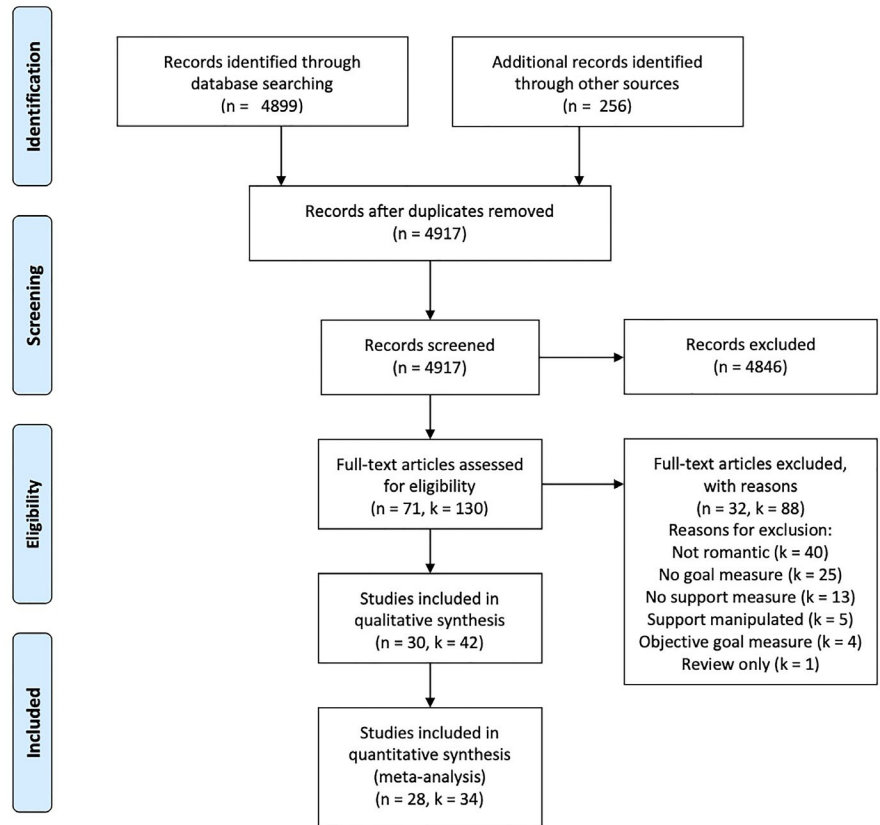 Identification
Records identified through
database searching
(n = 4899)
Additional records identified
through other sources
(n = 256)
Records after duplicates removed
(n = 4917)
Screening
Records screened
(n = 4917)
Records excluded
(n = 4846)
Eligibility
Full-text articles assessed
for eligibility
(n = 71, k = 130)
Full-text articles excluded,
with reasons
(n = 32, k = 88)
Reasons for exclusion:
Not romantic (k = 40)
No goal measure (k = 25)
No support measure (k = 13)
Support manipulated (k = 5)
Objective goal measure (k = 4)
Review only (k = 1)
Studies included in
qualitative synthesis
(n = 30, k = 42)
Included
Studies included in
quantitative synthesis
(meta-analysis)
(n = 28, k = 34)